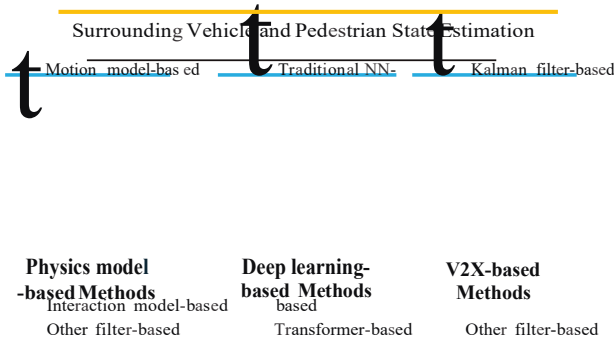 Surrounding Vehicle and Pedestrian State Estimation
t t t
Motion model-based Traditional NN- Kalman filter-based
Physics model Deep learning- V2X-based
-based Methods based Methods Methods
Interaction model-based based
Other filter-based Transformer-based Other filter-based